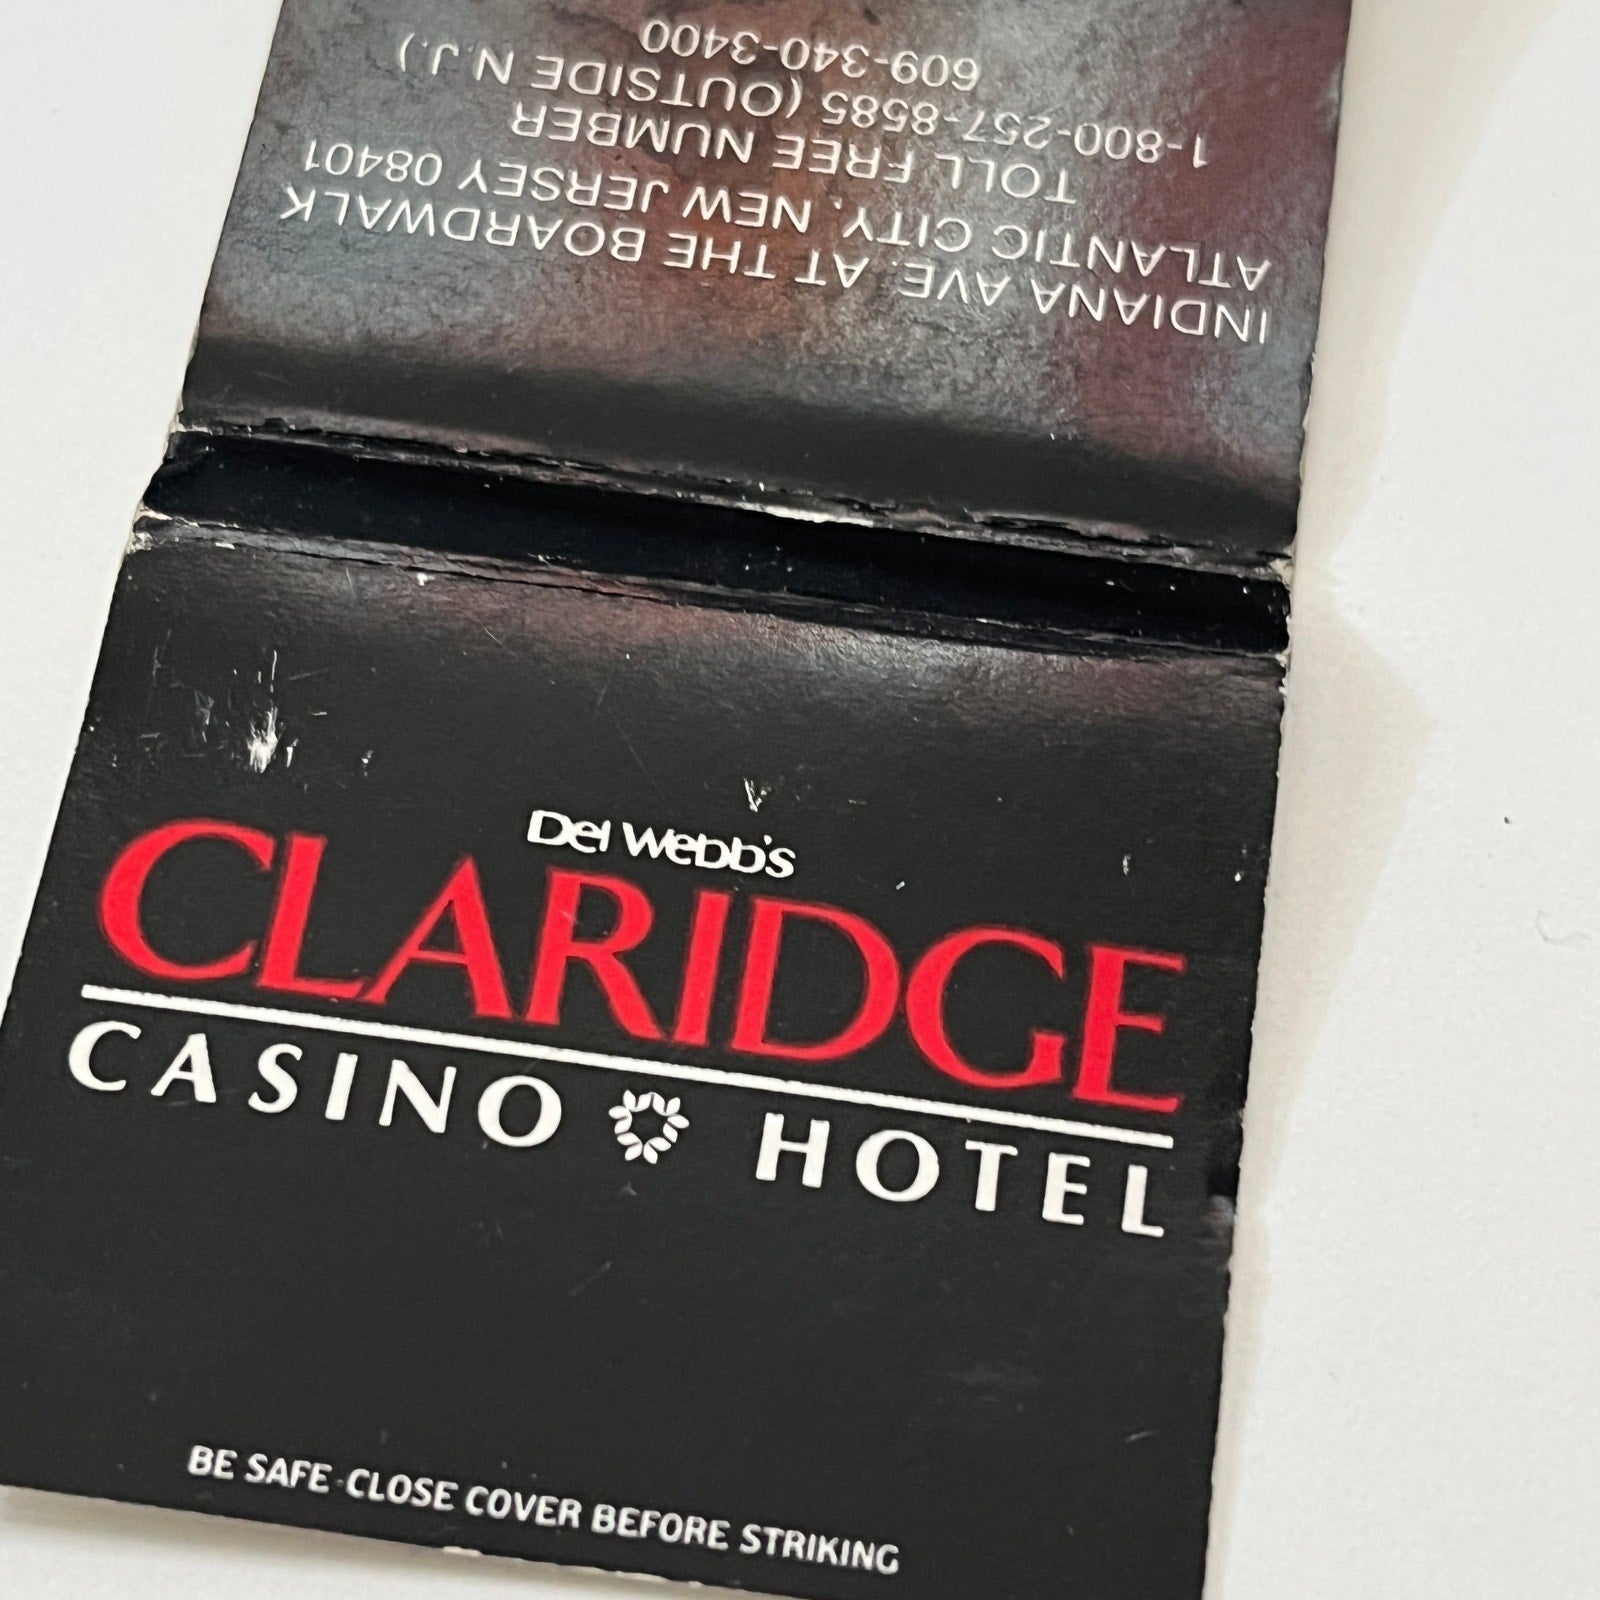 INDIANA AVE. AT THE BOARDWALK
ATLANTIC CITY, NEW JERSEY 08401
TOLL FREE NUMBER
1-800-257-8585 (OUTSIDE N.J.)
609-340-3400
Del Webb's
CLARIDGE
CASINO HOTEL
BE SAFE-CLOSE COVER BEFORE STRIKING